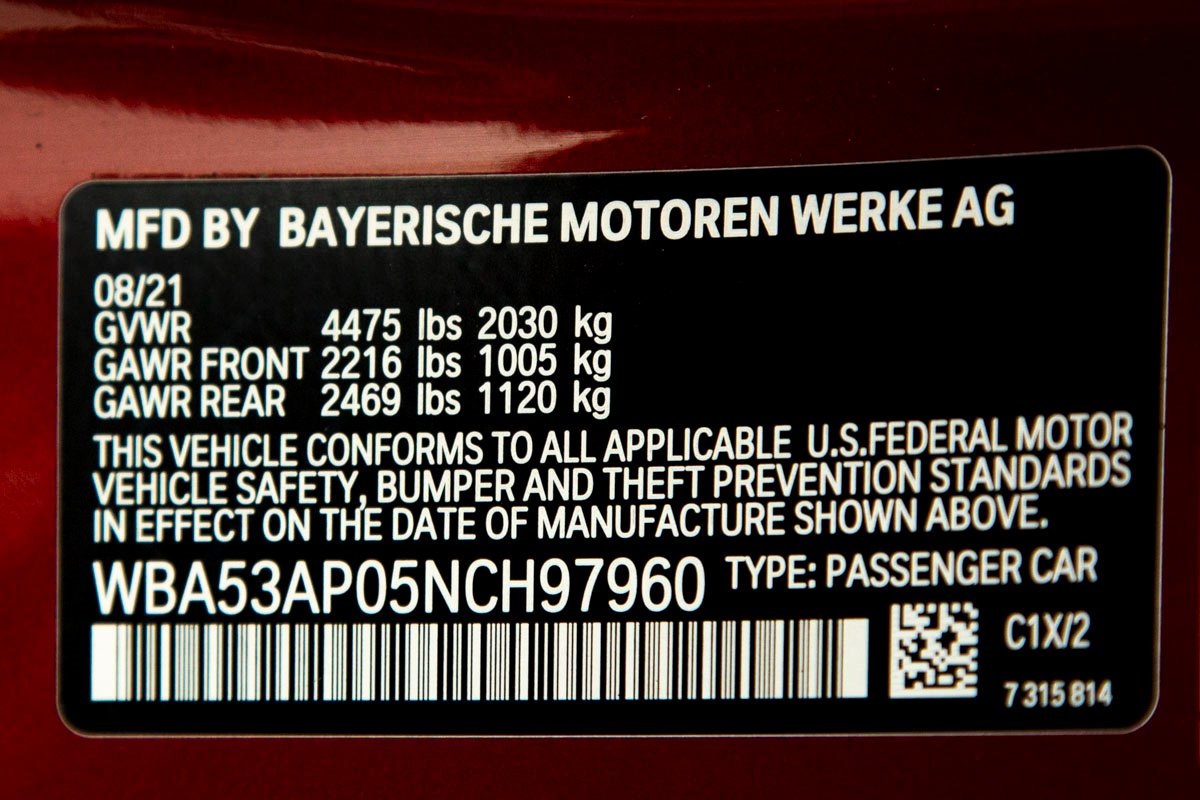 MFD BY BAYERISCHE MOTOREN WERKE AG
08/21
GVWR 4475 lbs 2030 kg
GAWR FRONT 2216 lbs 1005 kg
GAWR REAR 2469 lbs 1120 kg
THIS VEHICLE CONFORMS TO ALL APPLICABLE U.S.FEDERAL MOTOR
VEHICLE SAFETY, BUMPER AND THEFT PREVENTION STANDARDS
IN EFFECT ON THE DATE OF MANUFACTURE SHOWN ABOVE.
WBA53AP05NCH97960 TYPE: PASSENGER CAR
C1X/2
7 315 814